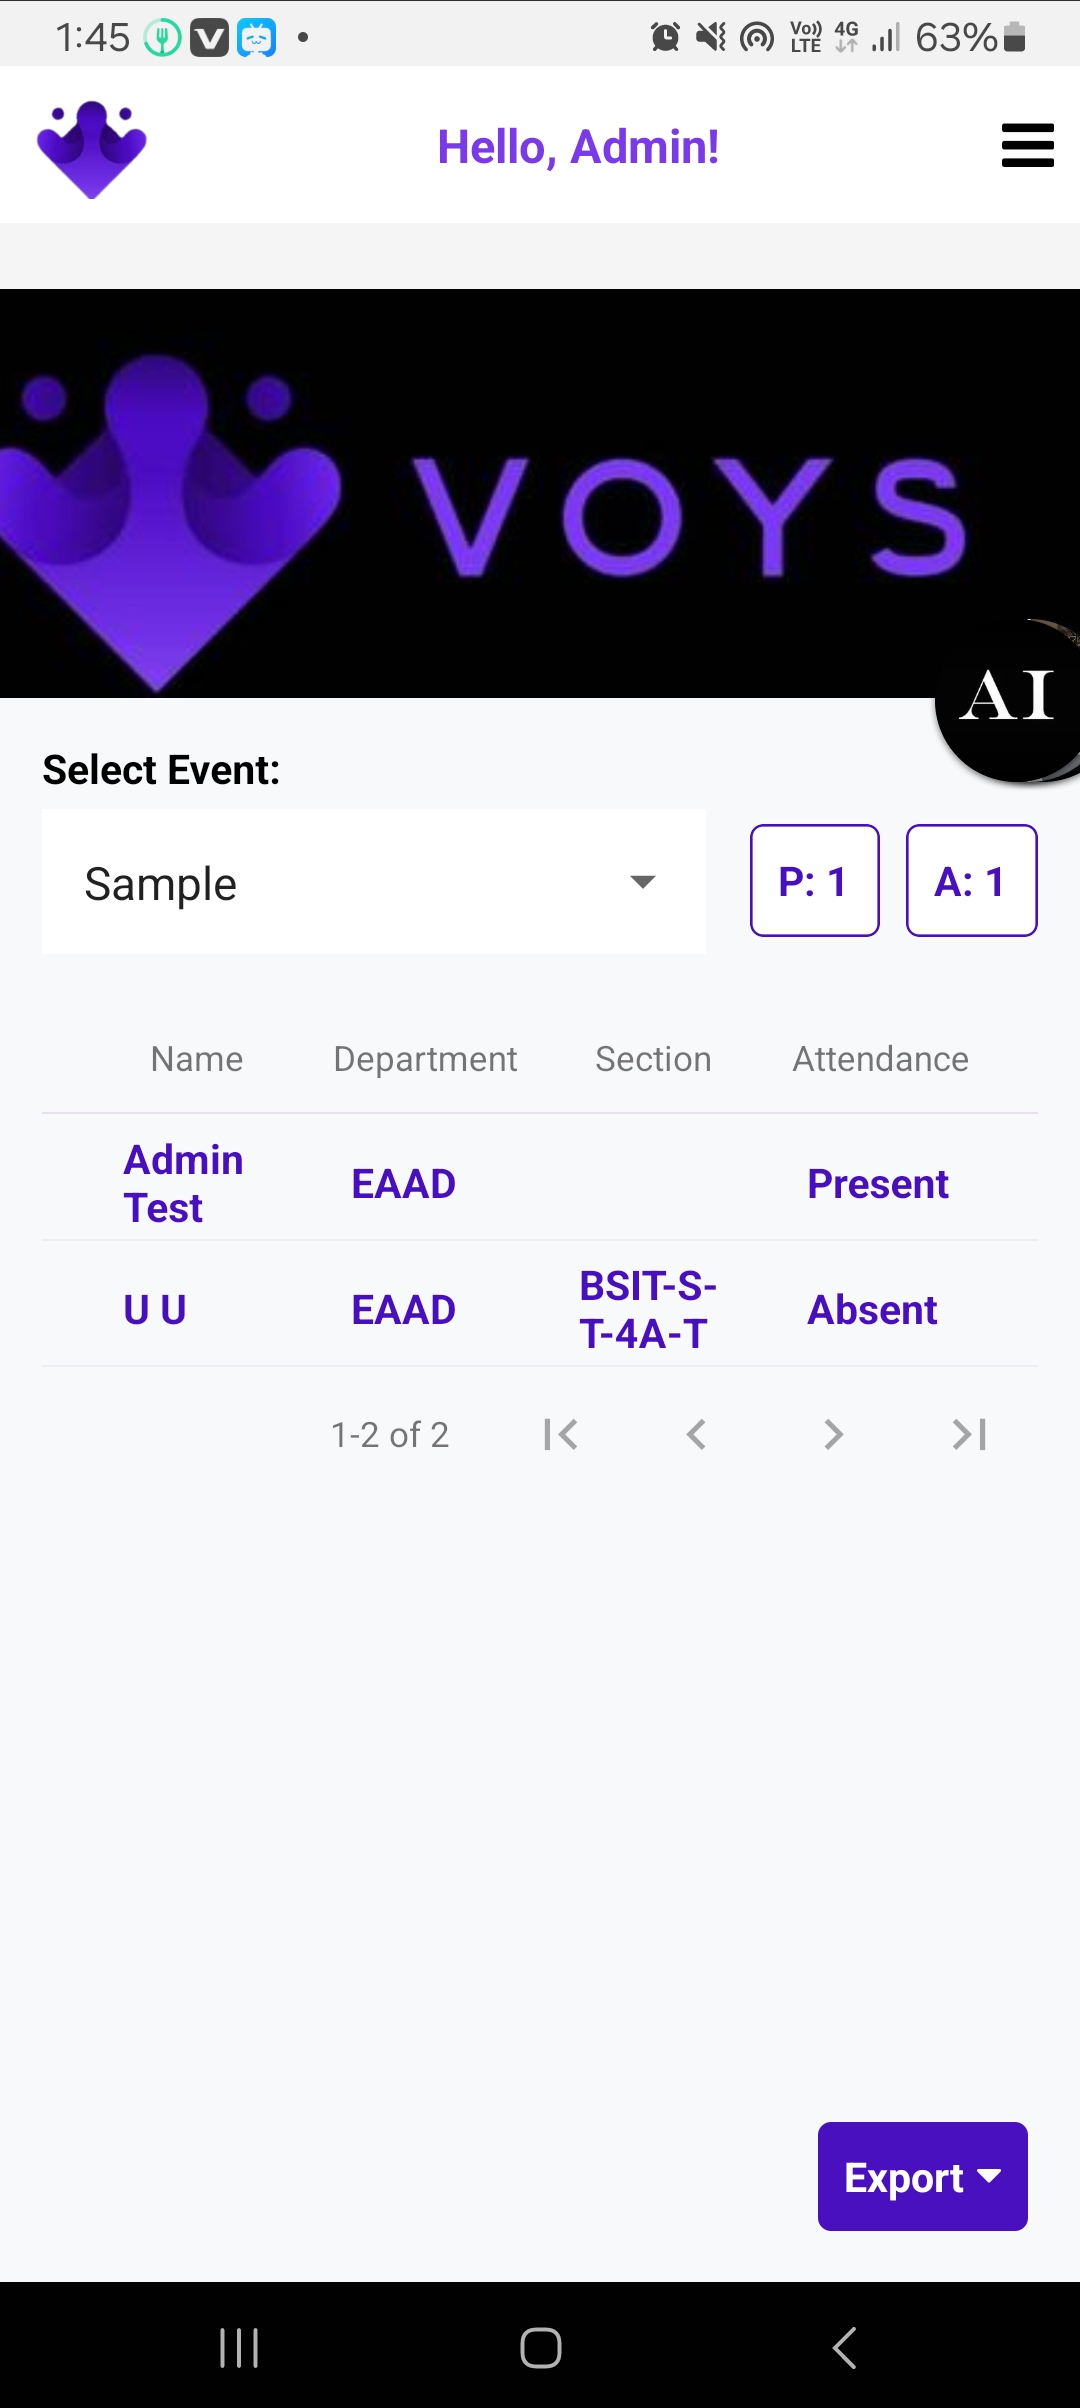 1:45
Vo)) LTE 4G 63%
Hello, Admin!
VOYS
AI
Select Event:
Sample
P: 1
A: 1
Name Department Section Attendance
Admin
Test
EAAD
Present
U U
EAAD
BSIT-S-
T-4A-T
Absent
1-2 of 2
Export